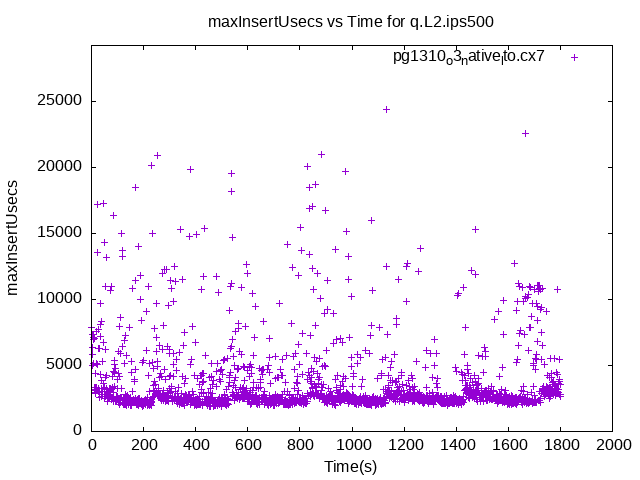 maxInsertUsecs vs Time for q.L2.ips500
pg1310o3nativelto.cx7
maxInsertUsecs
25000
20000
15000
10000
5000
0
0 200 400 600 800 1000 1200 1400 1600 1800 2000
Time(s)